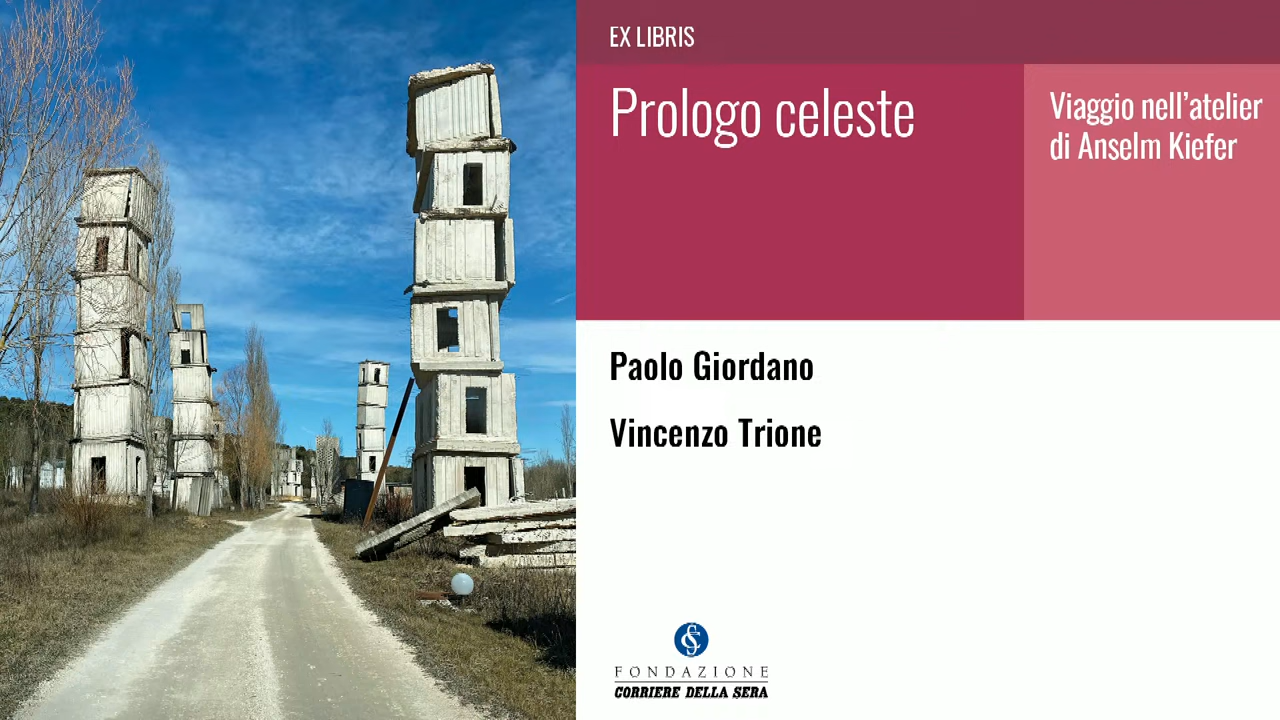 EX LIBRIS
Prologo celeste
Viaggio nell’atelier
di Anselm Kiefer
Paolo Giordano
Vincenzo Trione
FONDAZIONE
CORRIERE DELLA SERA